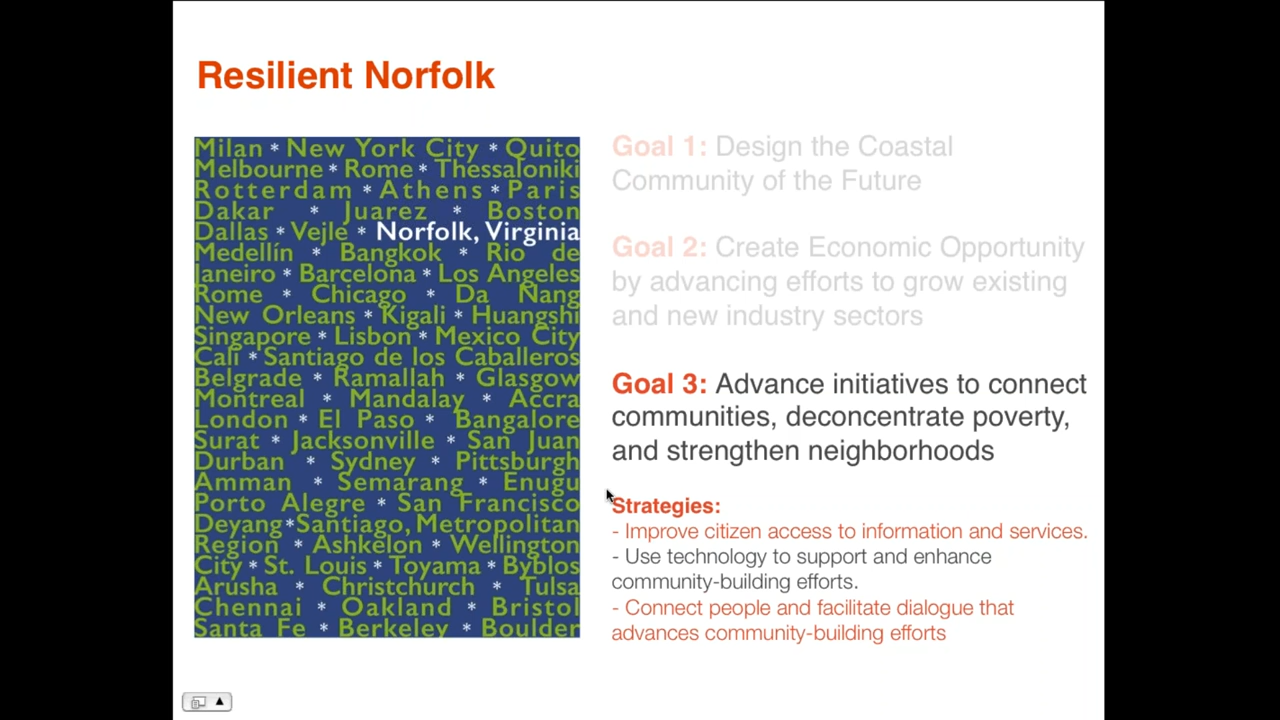 Resilient Norfolk
Milan * New York City * Quito
Melbourne * Rome * Thessaloniki
Rotterdam * Athens * Paris
Dakar * Juarez * Boston
Dallas * Vejle * Norfolk, Virginia
Medellín * Bangkok * Rio de
Janeiro * Barcelona * Los Angeles
Rome * Chicago * Da Nang
New Orleans * Kigali * Huangshi
Singapore * Lisbon * Mexico City
Cali * Santiago de los Caballeros
Belgrade * Ramallah * Glasgow
Montreal * Mandalay * Accra
London * El Paso * Bangalore
Surat * Jacksonville * San Juan
Durban * Sydney * Pittsburgh
Amman * Semarang * Enugu
Porto Alegre * San Francisco
Deyang*Santiago, Metropolitan
Region * Ashkelon * Wellington
City * St. Louis * Toyama * Byblos
Arusha * Christchurch * Tulsa
Chennai * Oakland * Bristol
Santa Fe * Berkeley * Boulder
Goal 1: Design the Coastal
Community of the Future
Goal 2: Create Economic Opportunity
by advancing efforts to grow existing
and new industry sectors
Goal 3: Advance initiatives to connect
communities, deconcentrate poverty,
and strengthen neighborhoods
Strategies:
- Improve citizen access to information and services.
- Use technology to support and enhance
community-building efforts.
- Connect people and facilitate dialogue that
advances community-building efforts